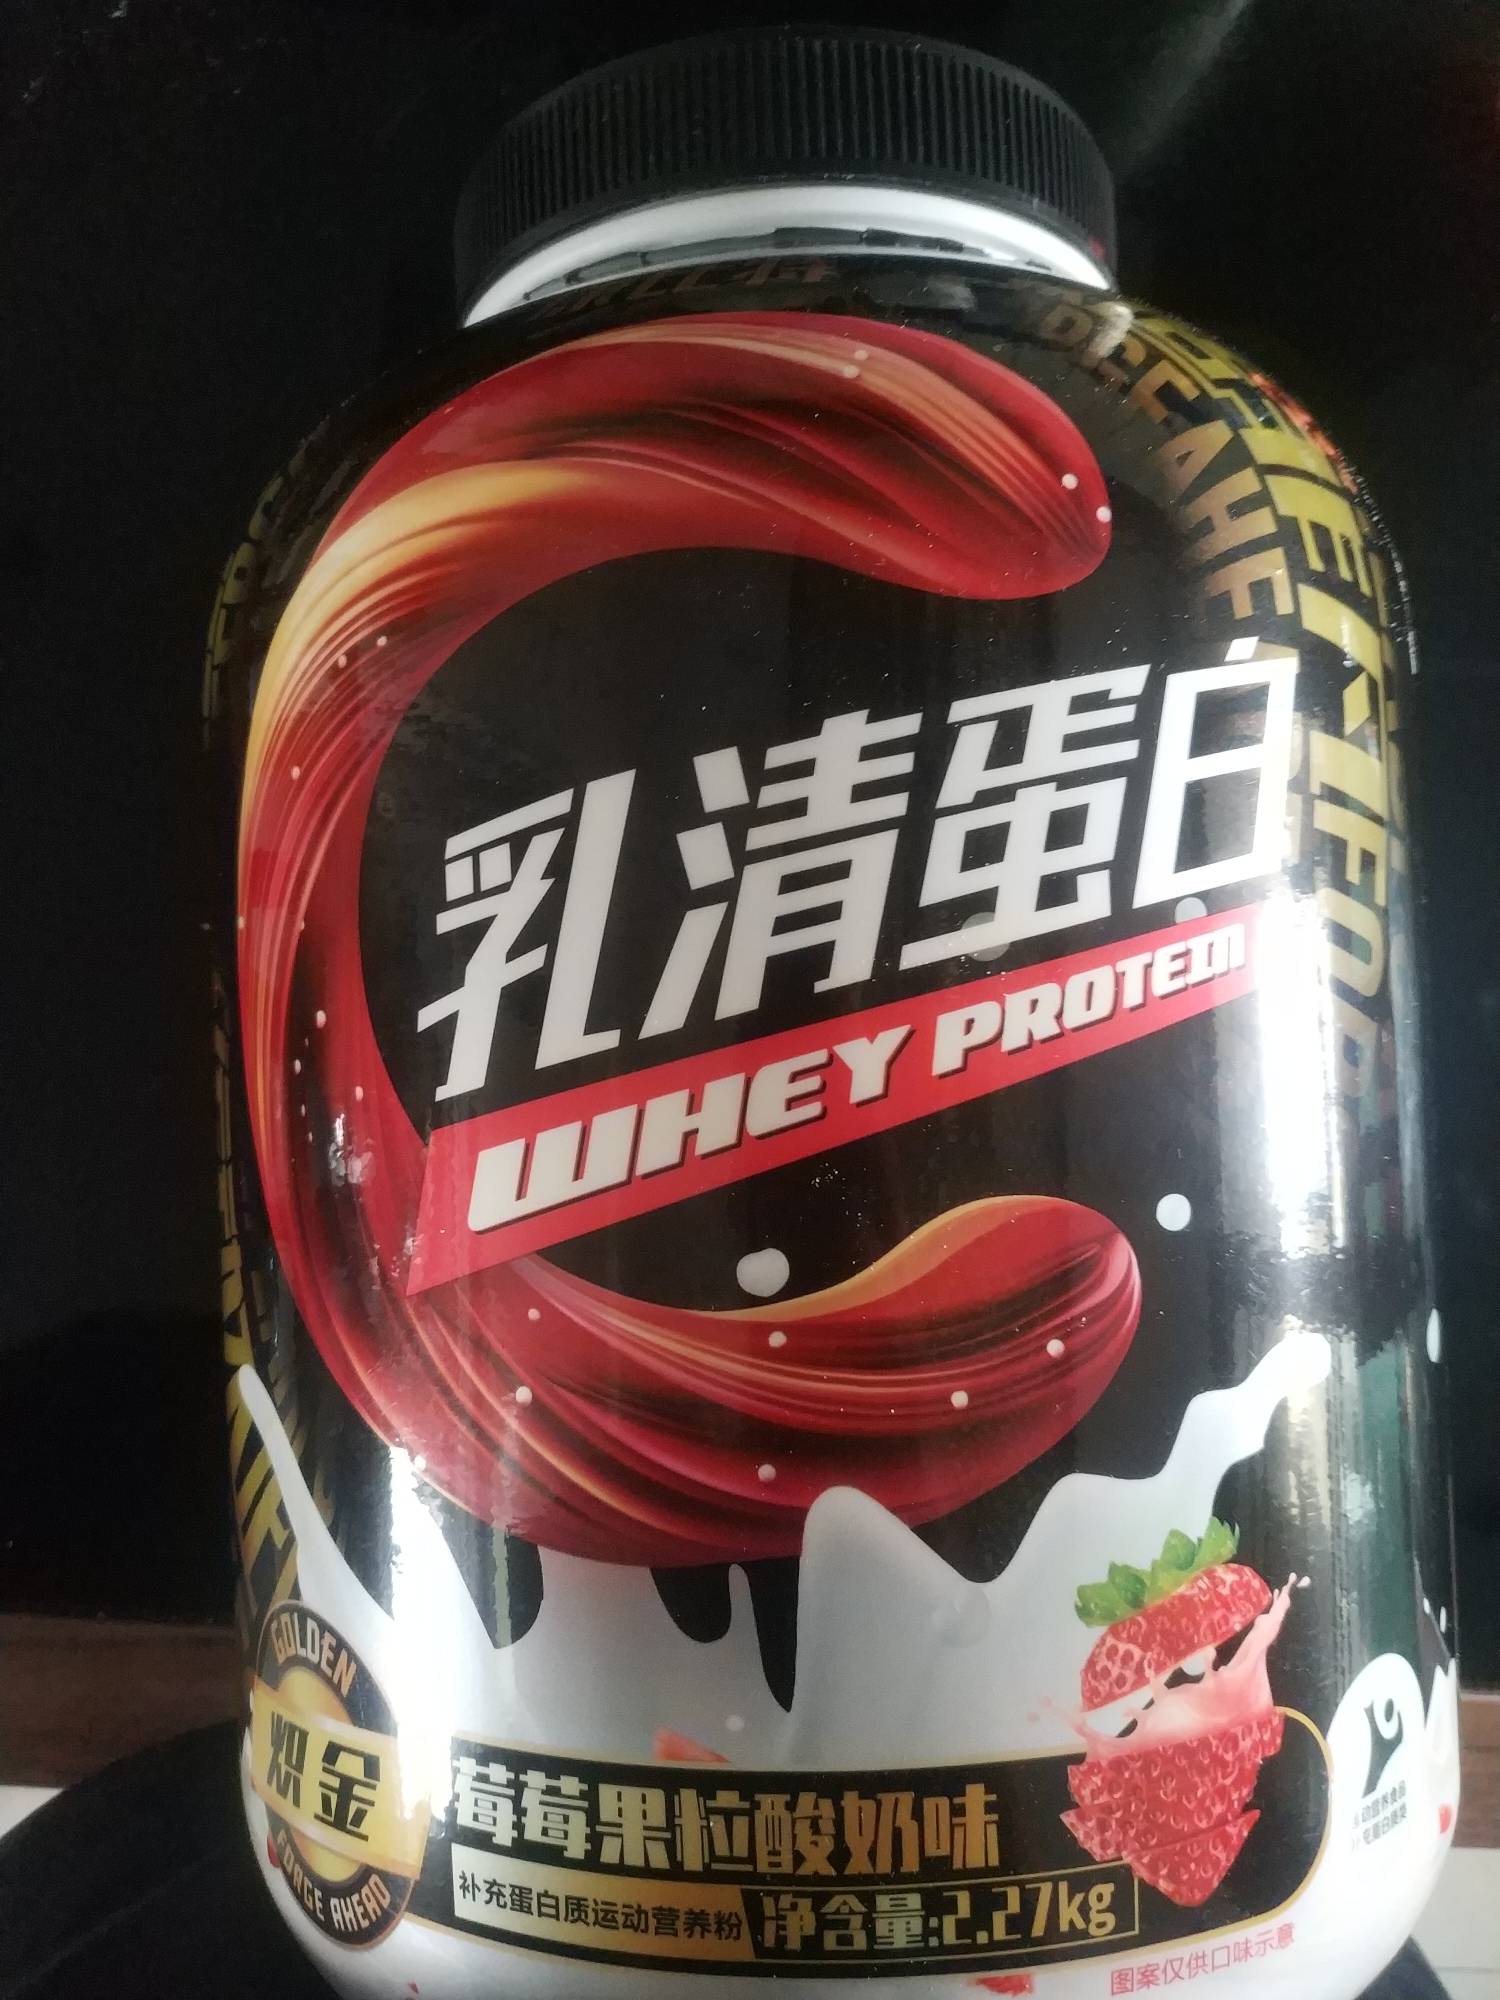 乳清蛋白
WHEY PROTEIN
GOLDEN
炽金
FORGE AHEAD
莓莓果粒酸奶味
补充蛋白质运动营养粉
净含量:2.27kg
图案仅供口味示意